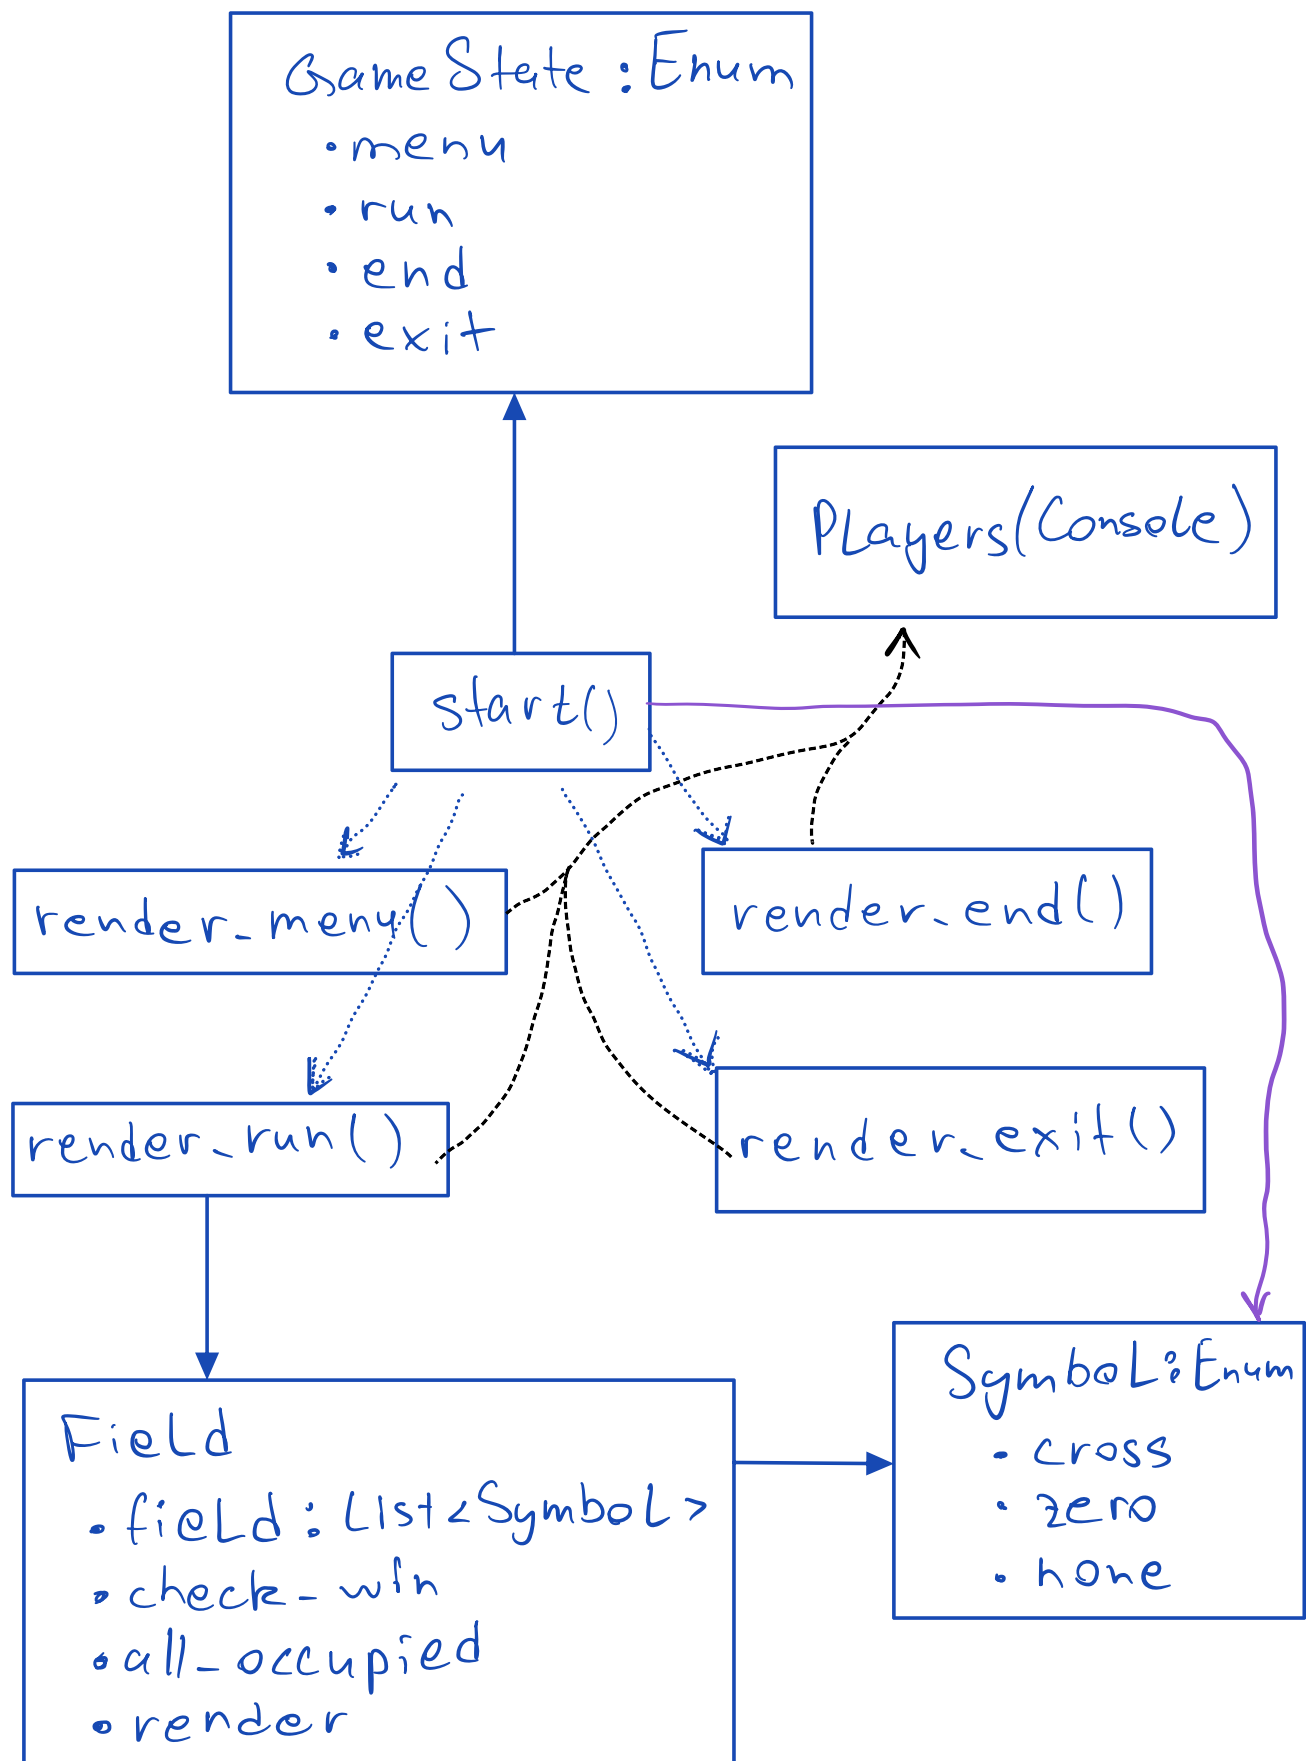 GameState : Enum
• menu
• run
• end
• exit
Players(Console)
start()
render_menu()
render_end()
render_run()
render_exit()
Field
• field : List<Symbol>
• check_win
• all_occupied
• render
Symbol : Enum
• cross
• zero
• none